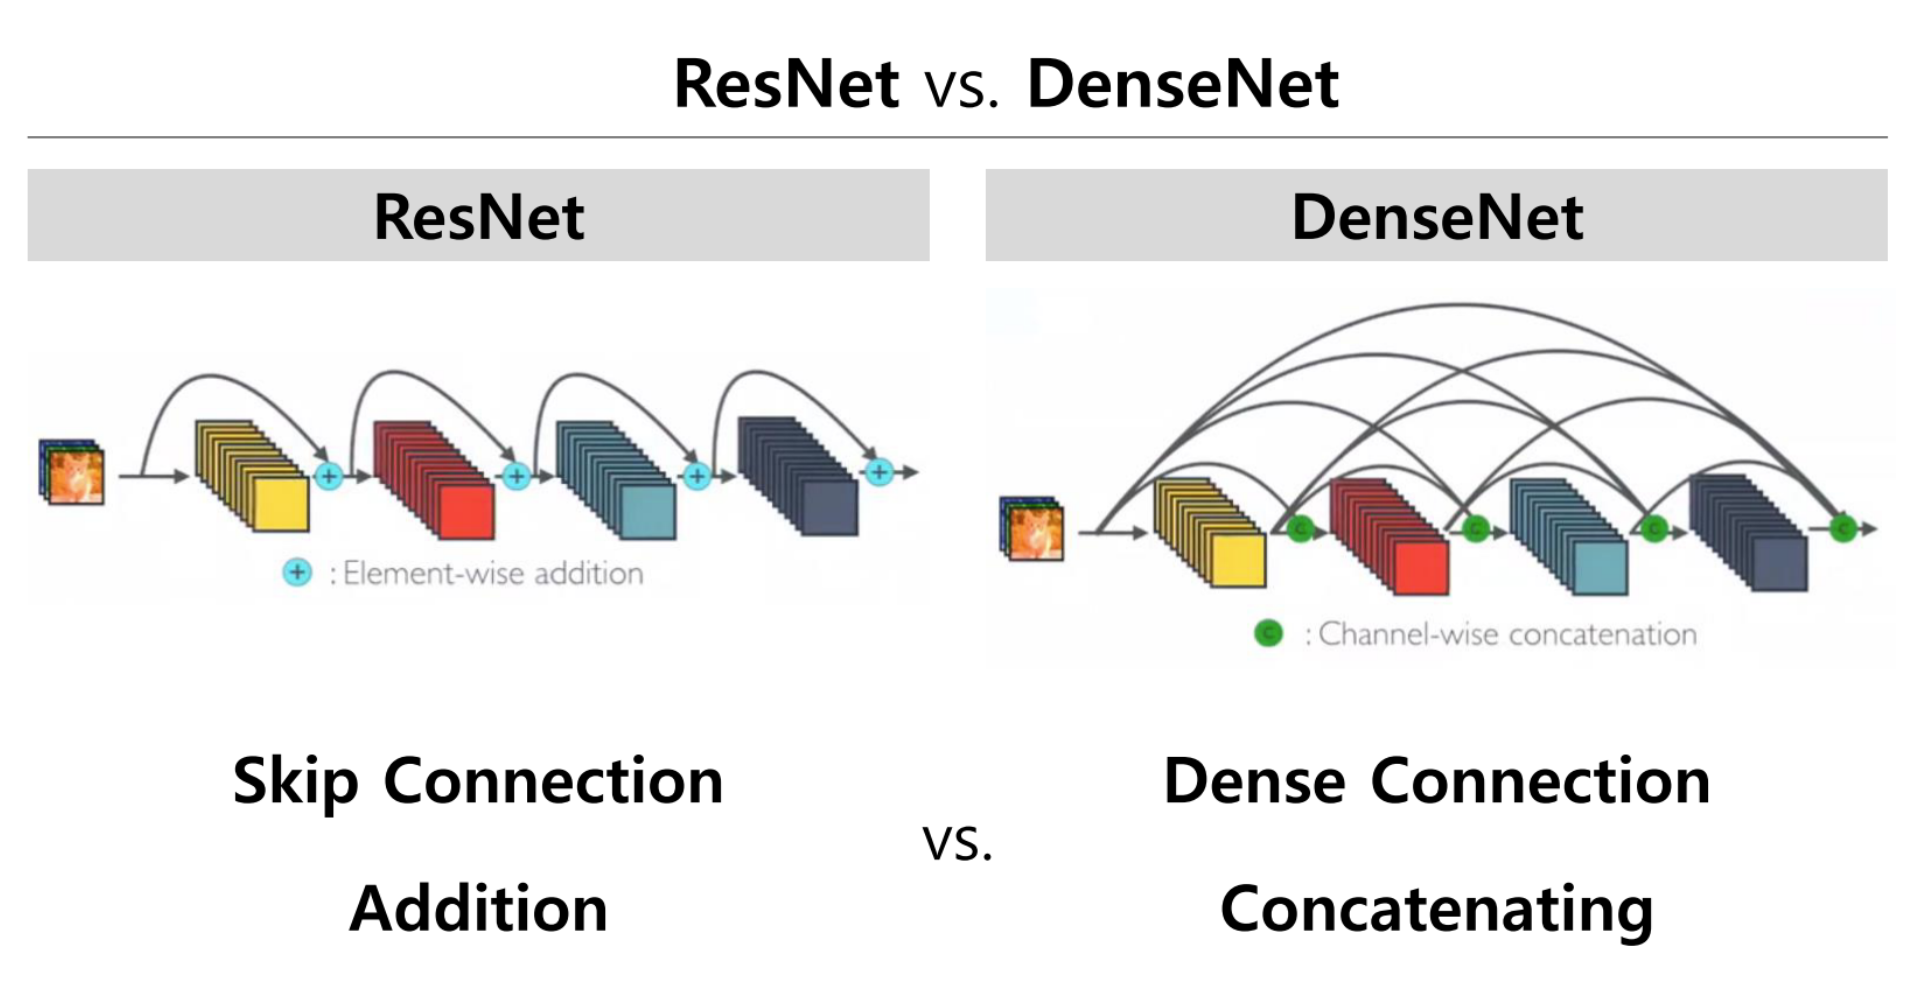 ResNet vs. DenseNet
ResNet
DenseNet
+ : Element-wise addition
C : Channel-wise concatenation
Skip Connection
Dense Connection
vs.
Addition
Concatenating